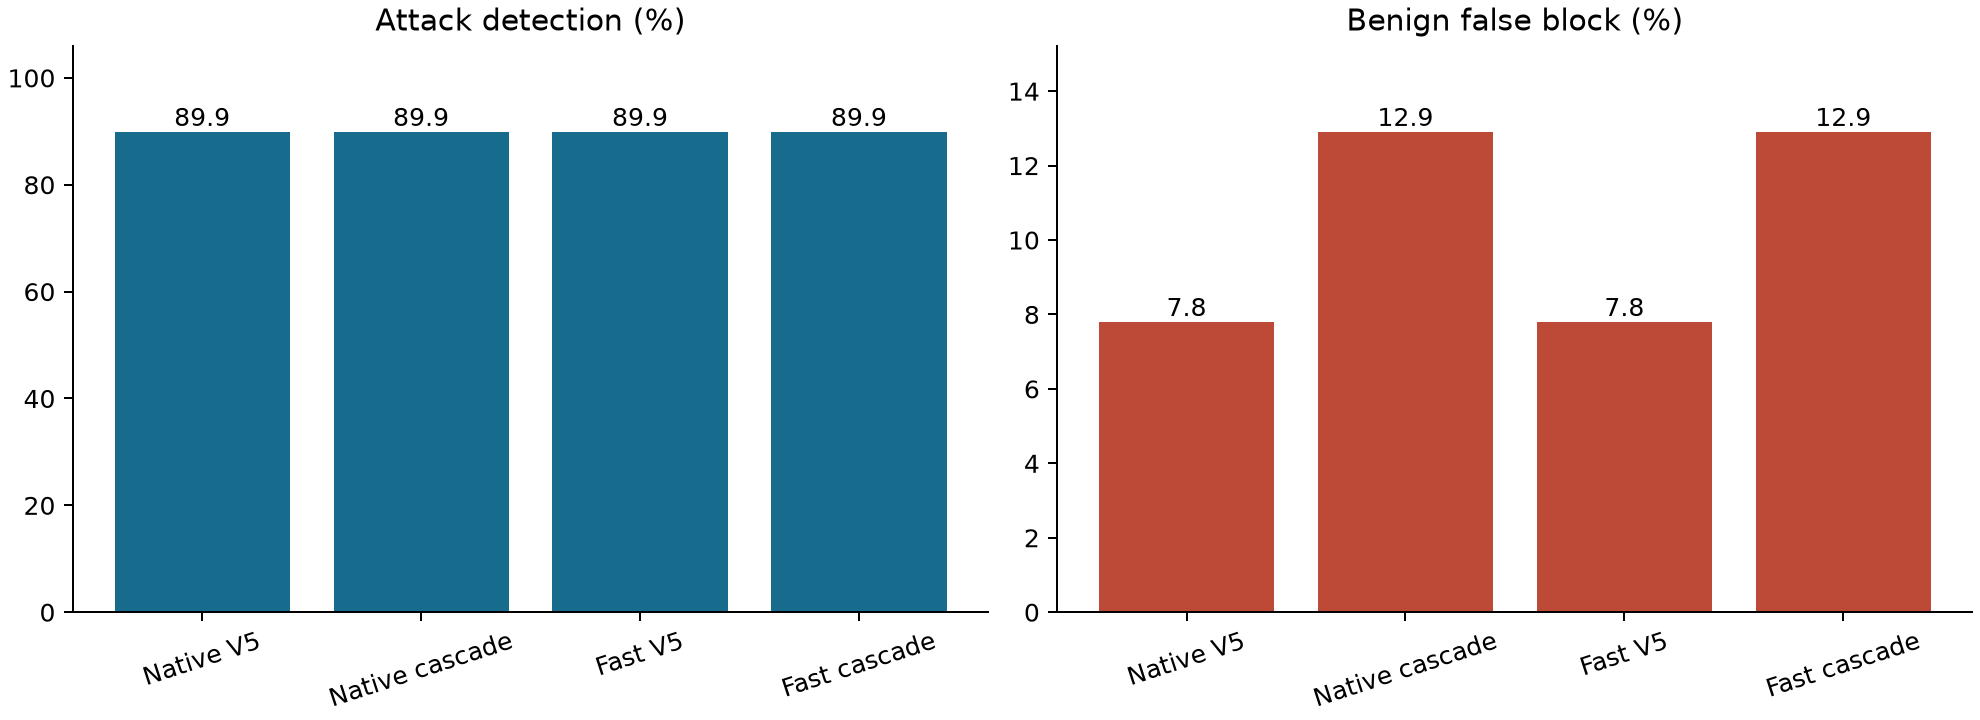 Attack detection (%)
100
80
60
40
20
0
89.9
89.9
89.9
89.9
Native V5
Native cascade
Fast V5
Fast cascade
Benign false block (%)
14
12
10
8
6
4
2
0
7.8
12.9
7.8
12.9
Native V5
Native cascade
Fast V5
Fast cascade